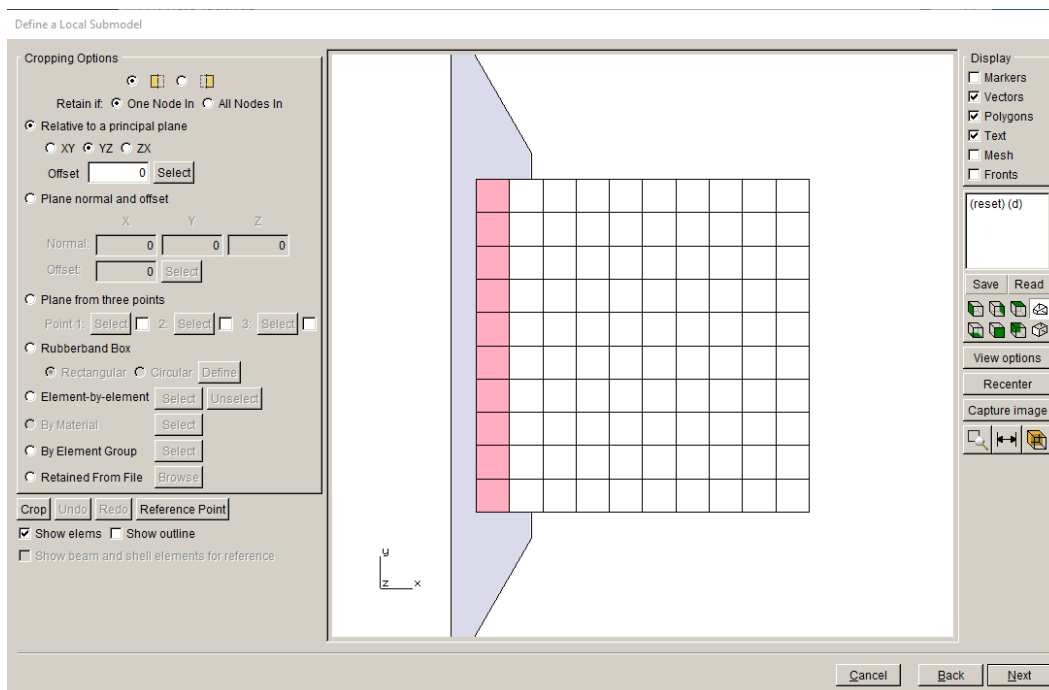 Define a Local Submodel
Cropping Options
Retain if: One Node In All Nodes In
Relative to a principal plane
XY YZ ZX
Offset 0 Select
Plane normal and offset
X Y Z
Normal: 0 0 0
Offset: 0 Select
Plane from three points
Point 1: Select 2: Select 3: Select
Rubberband Box
Rectangular Circular Define
Element-by-element Select Unselect
By Material Select
By Element Group Select
Retained From File Browse
Crop Undo Redo Reference Point
Show elems Show outline
Show beam and shell elements for reference
y
z x
Display
Markers
Vectors
Polygons
Text
Mesh
Fronts
(reset) (d)
Save Read
View options
Recenter
Capture image
Cancel Back Next